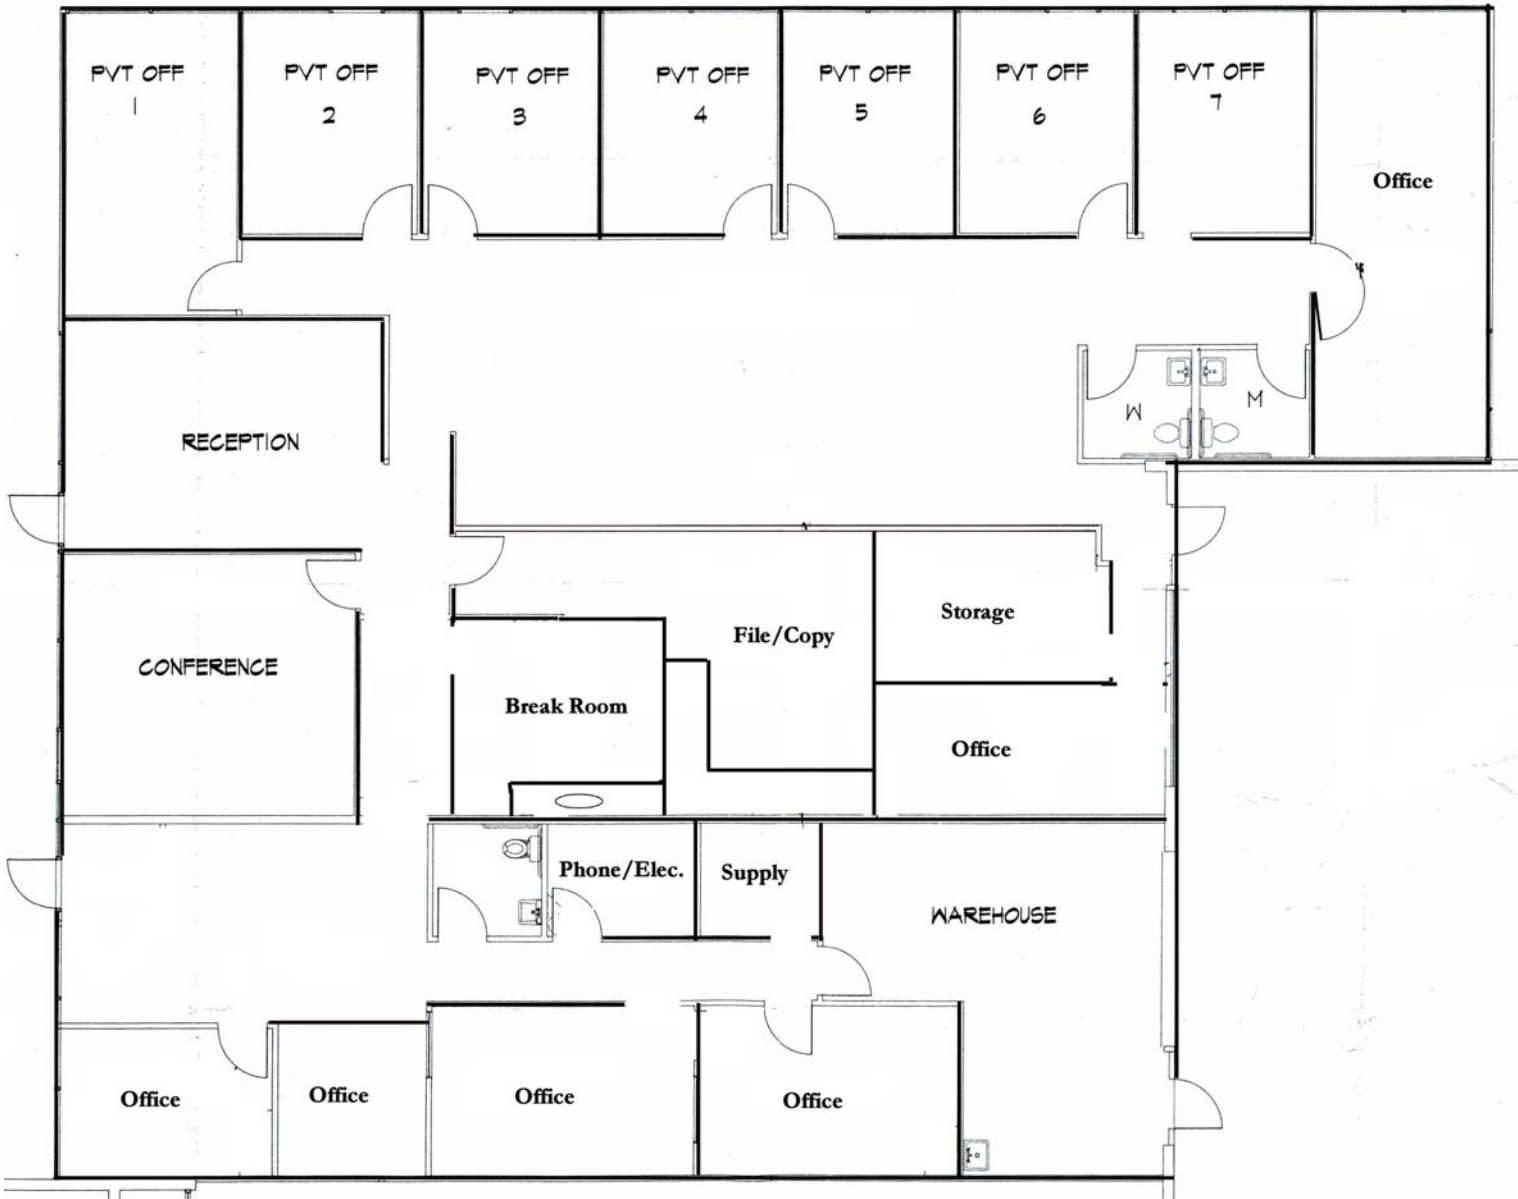 PVT OFF
1
PVT OFF
2
PVT OFF
3
PVT OFF
4
PVT OFF
5
PVT OFF
6
PVT OFF
7
Office
W
M
RECEPTION
Storage
File/Copy
CONFERENCE
Break Room
Office
Phone/Elec.
Supply
WAREHOUSE
Office
Office
Office
Office